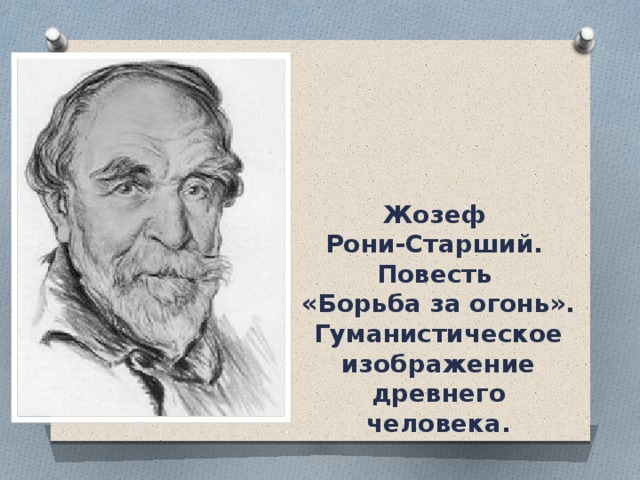 Жозеф
Рони-Старший.
Повесть
«Борьба за огонь».
Гуманистическое
изображение
древнего
человека.